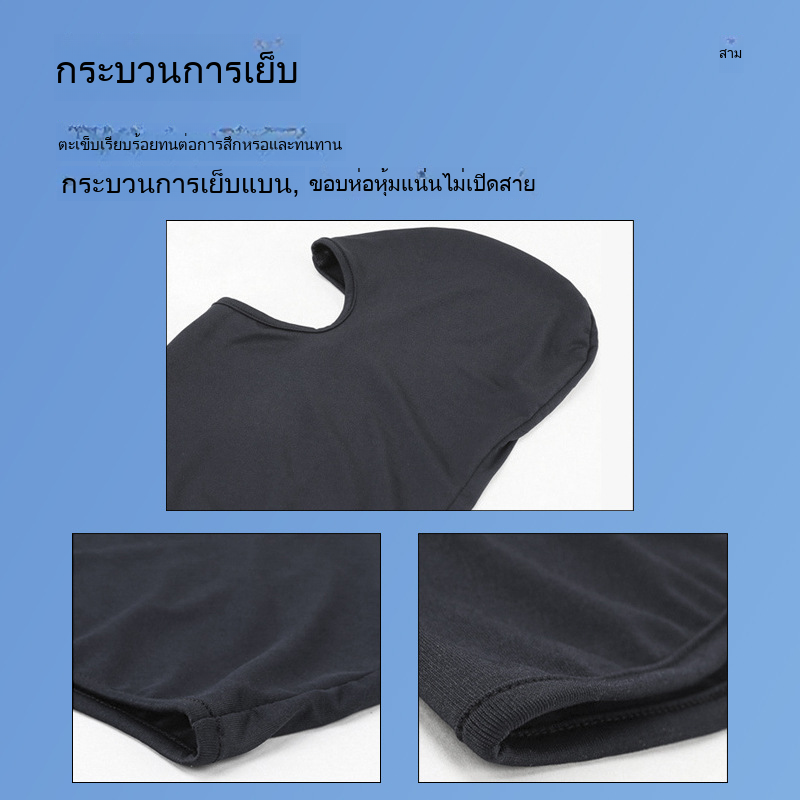 กระบวนการเย็บ
สาม
ตะเข็บเรียบร้อยทนต่อการสึกหรอและทนทาน
กระบวนการเย็บแบน, ขอบห่อหุ้มแน่นไม่เปิดสาย